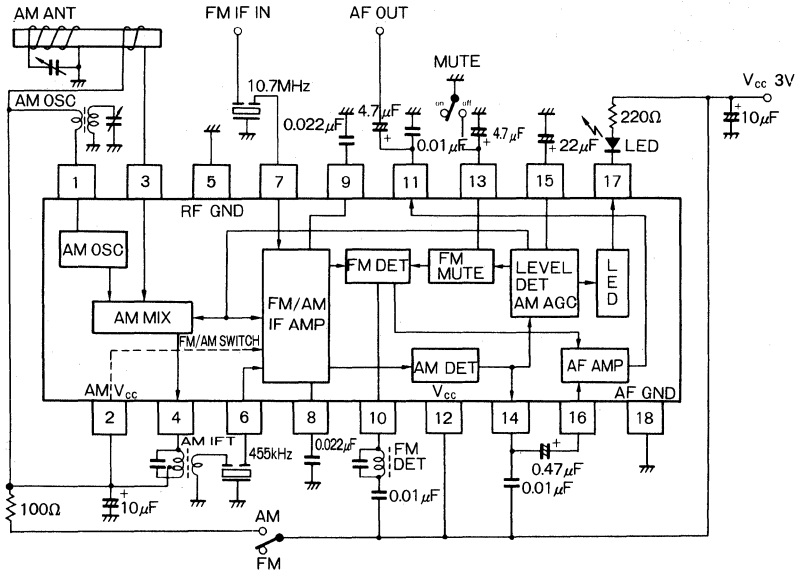 AM ANT
FM IF IN
AF OUT
MUTE
on
off
Vcc 3V
10.7MHz
AM OSC
0.022μF
4.7μF
0.01μF
4.7μF
22μF
220Ω
LED
10μF
1
3
5
7
9
11
13
15
17
RF GND
AM OSC
AM MIX
FM/AM
IF AMP
FM DET
FM
MUTE
LEVEL
DET
AM AGC
LED
FM/AM SWITCH
AM DET
AF AMP
AM Vcc
Vcc
AF GND
2
4
6
8
10
12
14
16
18
AM IFT
455kHz
0.022μF
FM
DET
0.01μF
0.47μF
0.01μF
100Ω
10μF
AM
FM